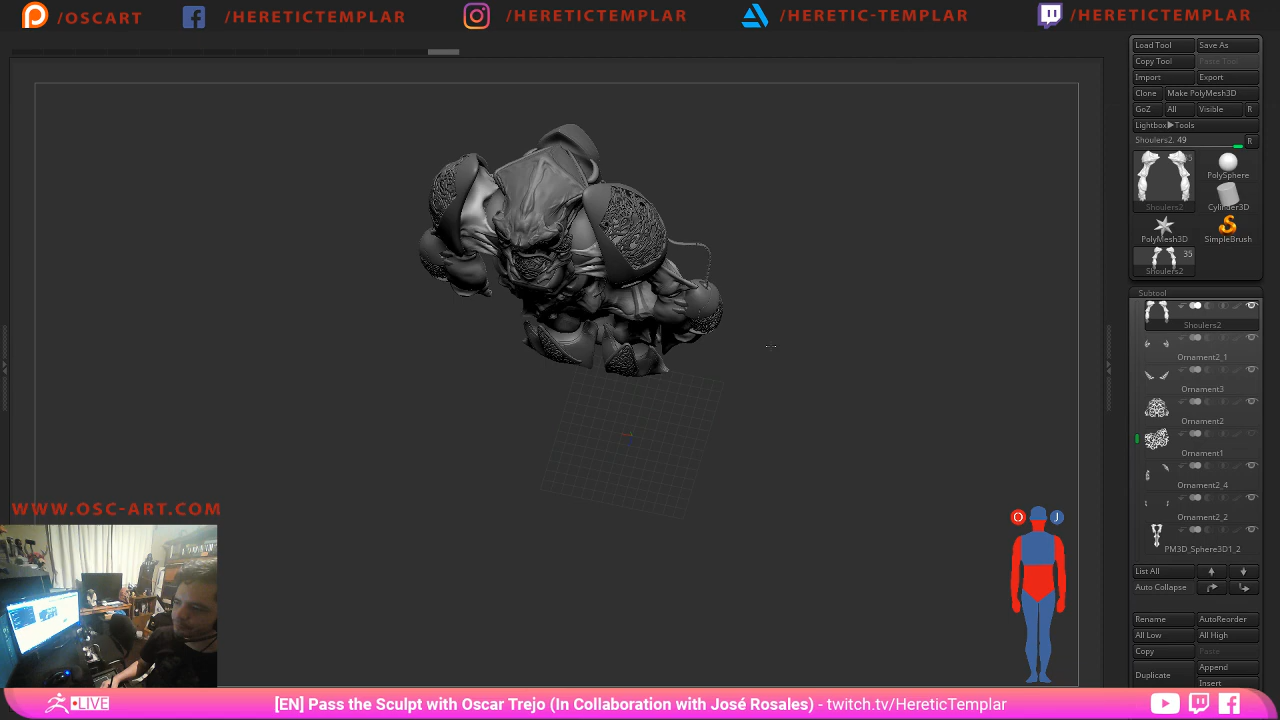 /OSCART
/HERETICTEMPLAR
/HERETICTEMPLAR
/HERETIC-TEMPLAR
/HERETICTEMPLAR
Load Tool
Save As
Copy Tool
Paste Tool
Import
Export
Clone
Make PolyMesh3D
GoZ
All
Visible
R
Lightbox▶Tools
Shoulers2. 49
R
Shoulers2
PolySphere
Cylinder3D
PolyMesh3D
SimpleBrush
35
Shoulers2
Subtool
Shoulers2
Ornament2_1
Ornament3
Ornament2
Ornament1
Ornament2_4
Ornament2_2
PM3D_Sphere3D1_2
List All
Auto Collapse
Rename
AutoReorder
All Low
All High
Copy
Paste
Duplicate
Append
Insert
WWW.OSC-ART.COM
O
J
LIVE
[EN] Pass the Sculpt with Oscar Trejo (In Collaboration with José Rosales) - twitch.tv/HereticTemplar